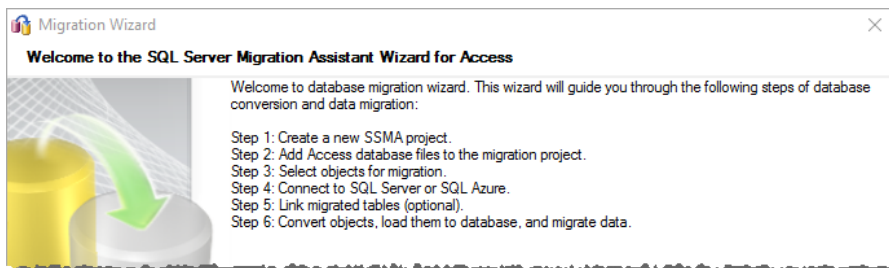 Migration Wizard
Welcome to the SQL Server Migration Assistant Wizard for Access
Welcome to database migration wizard. This wizard will guide you through the following steps of database
conversion and data migration:
Step 1: Create a new SSMA project.
Step 2: Add Access database files to the migration project.
Step 3: Select objects for migration.
Step 4: Connect to SQL Server or SQL Azure.
Step 5: Link migrated tables (optional).
Step 6: Convert objects, load them to database, and migrate data.